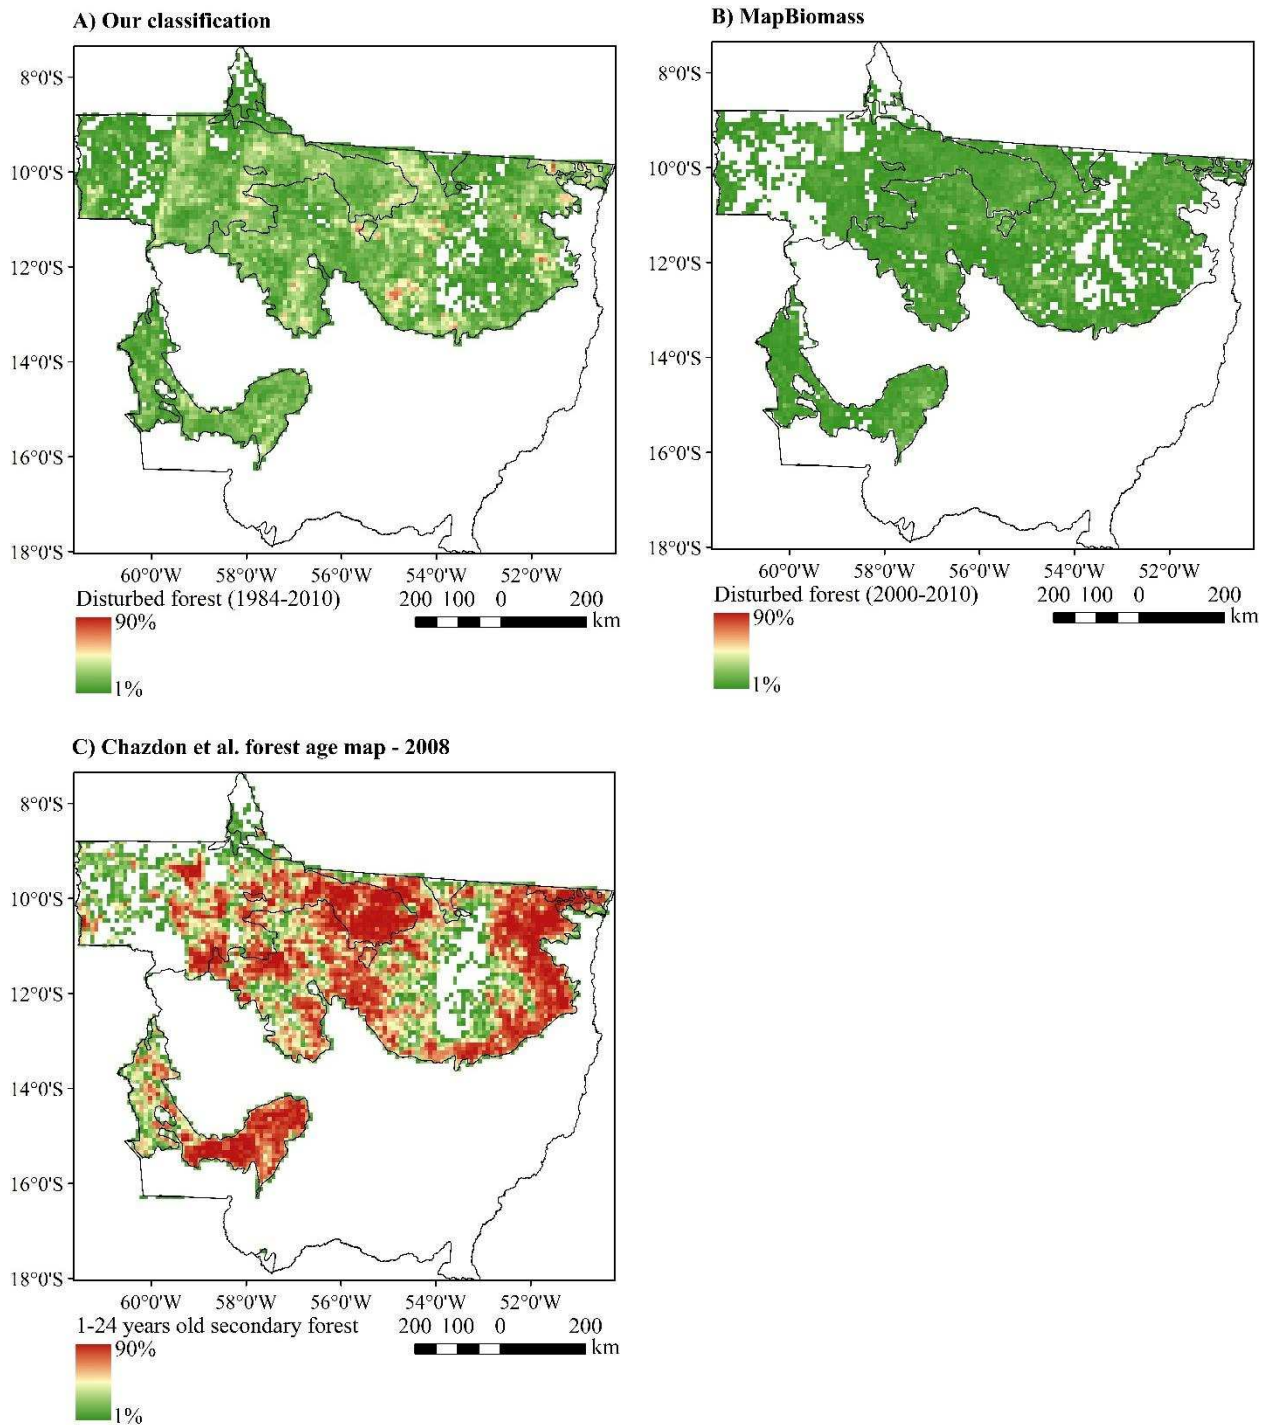 A) Our classification
8°0'S
10°0'S
12°0'S
14°0'S
16°0'S
18°0'S
60°0'W 58°0'W 56°0'W 54°0'W 52°0'W
Disturbed forest (1984-2010)
90%
1%
200 100 0 200
km
B) MapBiomass
8°0'S
10°0'S
12°0'S
14°0'S
16°0'S
18°0'S
60°0'W 58°0'W 56°0'W 54°0'W 52°0'W
Disturbed forest (2000-2010)
90%
1%
200 100 0 200
km
C) Chazdon et al. forest age map - 2008
8°0'S
10°0'S
12°0'S
14°0'S
16°0'S
18°0'S
60°0'W 58°0'W 56°0'W 54°0'W 52°0'W
1-24 years old secondary forest
90%
1%
200 100 0 200
km